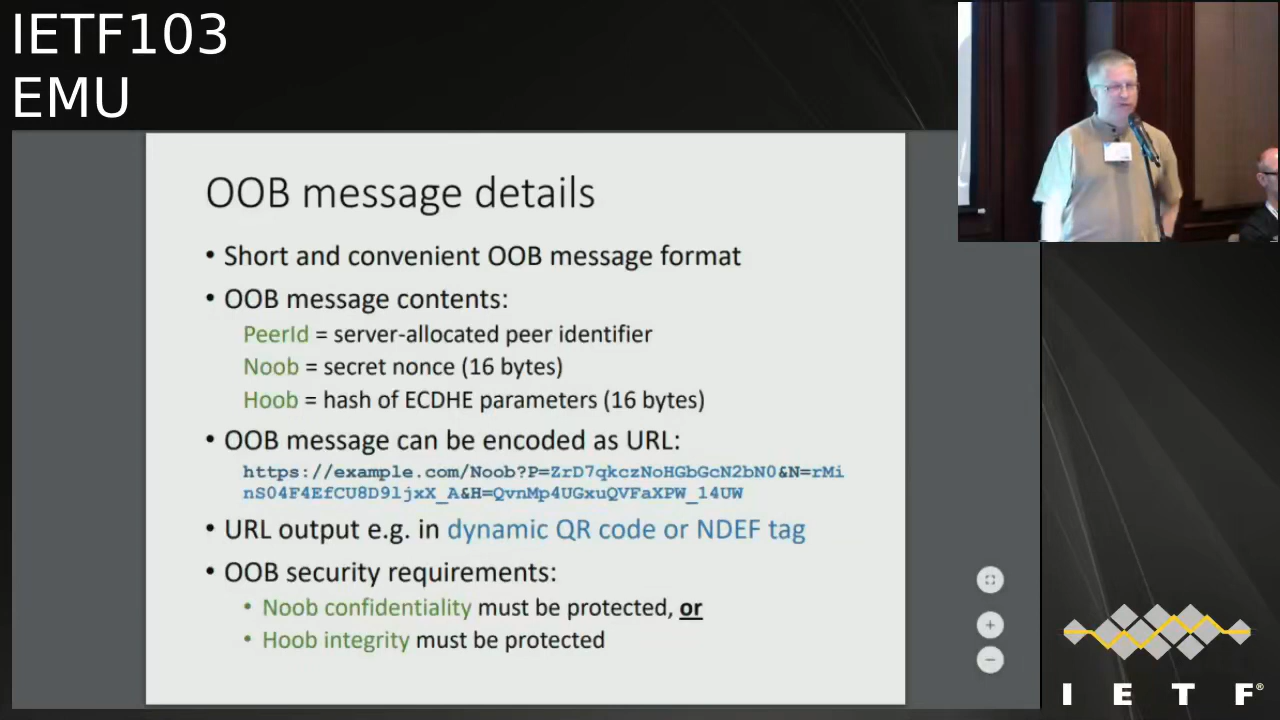 IETF103
EMU
OOB message details
• Short and convenient OOB message format
• OOB message contents:
PeerId = server-allocated peer identifier
Noob = secret nonce (16 bytes)
Hoob = hash of ECDHE parameters (16 bytes)
• OOB message can be encoded as URL:
https://example.com/Noob?P=ZrD7qkczNoHGbGcN2bN0&N=rMi
nS04F4EfCU8D9ljxX_A&H=QvnMp4UGxuQVFaXPW_14UW
• URL output e.g. in dynamic QR code or NDEF tag
• OOB security requirements:
• Noob confidentiality must be protected, or
• Hoob integrity must be protected
I E T F®